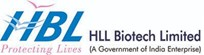 HBL
Protecting Lives
HLL Biotech Limited
(A Government of India Enterprise)